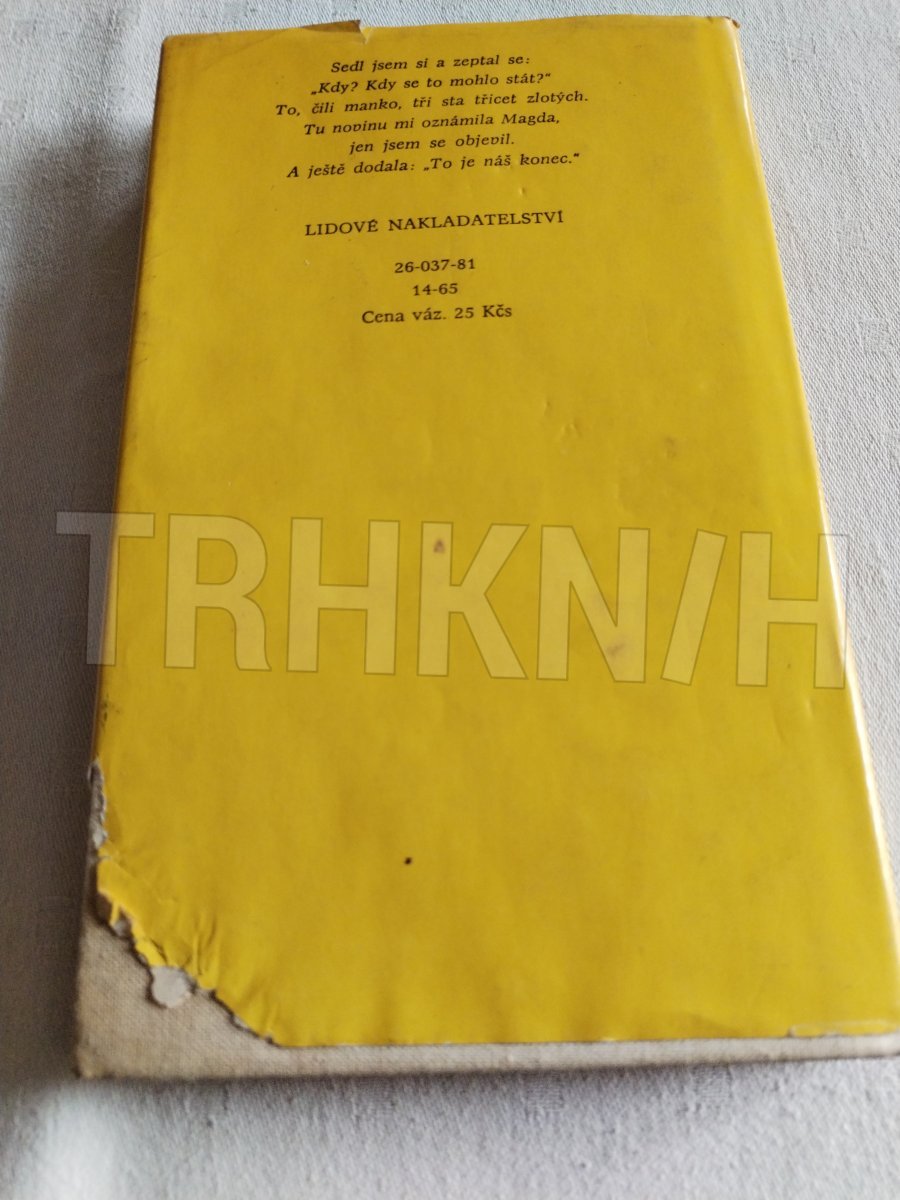 Sedl jsem si a zeptal se:
„Kdy? Kdy se to mohlo stát?“
To, čili manko, tři sta třicet zlotých.
Tu novinu mi oznámila Magda,
jen jsem se objevil.
A ještě dodala: „To je náš konec.“
LIDOVÉ NAKLADATELSTVÍ
26-037-81
14-65
Cena váz. 25 Kčs
TRHKNIH